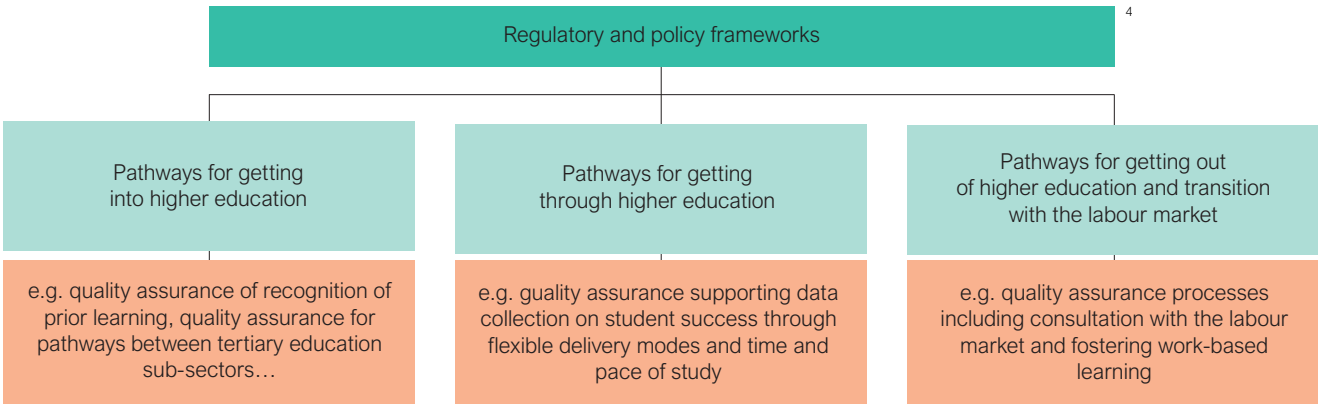 Regulatory and policy frameworks
4
Pathways for getting
into higher education
Pathways for getting
through higher education
Pathways for getting out
of higher education and transition
with the labour market
e.g. quality assurance of recognition of
prior learning, quality assurance for
pathways between tertiary education
sub-sectors…
e.g. guality assurance supporting data
collection on student success through
flexible delivery modes and time and
pace of study
e.g. quality assurance processes
including consultation with the labour
market and fostering work-based
learning